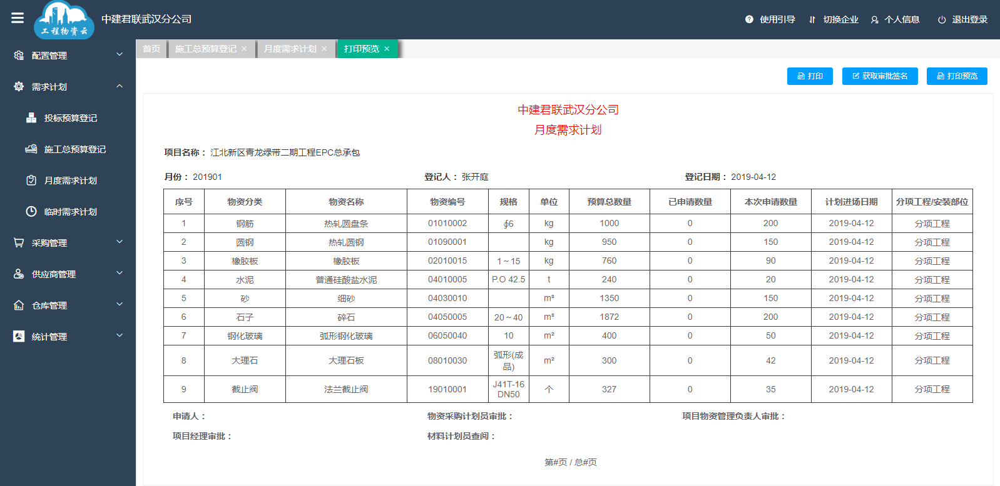 工程物资云
中建君联武汉分公司
使用引导 切换企业 个人信息 退出登录
配置管理
需求计划
投标预算登记
施工总预算登记
月度需求计划
临时需求计划
采购管理
供应商管理
仓库管理
统计管理
首页 施工总预算登记 × 月度需求计划 × 打印预览 ×
打印 获取审批签名 打印预览
中建君联武汉分公司
月度需求计划
项目名称： 江北新区青龙绿带二期工程EPC总承包
月份： 201901 登记人： 张开庭 登记日期： 2019-04-12
序号 物资分类 物资名称 物资编号 规格 单位 预算总数量 已申请数量 本次申请数量 计划进场日期 分项工程/安装部位
1 钢筋 热轧圆盘条 01010002 ∮6 kg 1000 0 200 2019-04-12 分项工程
2 圆钢 热轧圆钢 01090001 kg 950 0 150 2019-04-12 分项工程
3 橡胶板 橡胶板 02010015 1～15 kg 760 0 90 2019-04-12 分项工程
4 水泥 普通硅酸盐水泥 04010005 P.O 42.5 t 240 0 20 2019-04-12 分项工程
5 砂 细砂 04030010 m³ 1350 0 150 2019-04-12 分项工程
6 石子 碎石 04050005 20～40 m³ 1872 0 200 2019-04-12 分项工程
7 钢化玻璃 弧形钢化玻璃 06050040 10 m² 400 0 50 2019-04-12 分项工程
8 大理石 大理石板 08010030 弧形(成品) m² 300 0 42 2019-04-12 分项工程
9 截止阀 法兰截止阀 19010001 J41T-16 DN50 个 327 0 35 2019-04-12 分项工程
申请人： 物资采购计划员审批： 项目物资管理负责人审批：
项目经理审批： 材料计划员查阅：
第#页 / 总#页